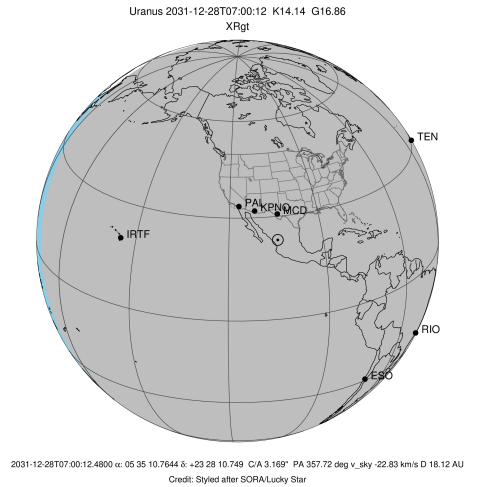 Uranus 2031-12-28T07:00:12 K14.14 G16.86
XRgt
TEN
PAL
KPNO
MCD
IRTF
RIO
ESO
2031-12-28T07:00:12.4800 α: 05 35 10.7644 δ: +23 28 10.749 C/A 3.169" PA 357.72 deg v_sky -22.83 km/s D 18.12 AU
Credit: Styled after SORA/Lucky Star